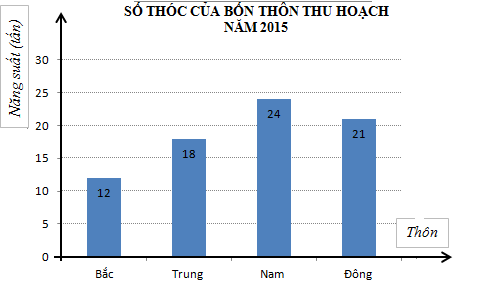 SỐ THÓC CỦA BỐN THÔN THU HOẠCH
NĂM 2015
Năng suất (tấn)
30
25
20
15
10
5
0
12
18
24
21
Bắc
Trung
Nam
Đông
Thôn